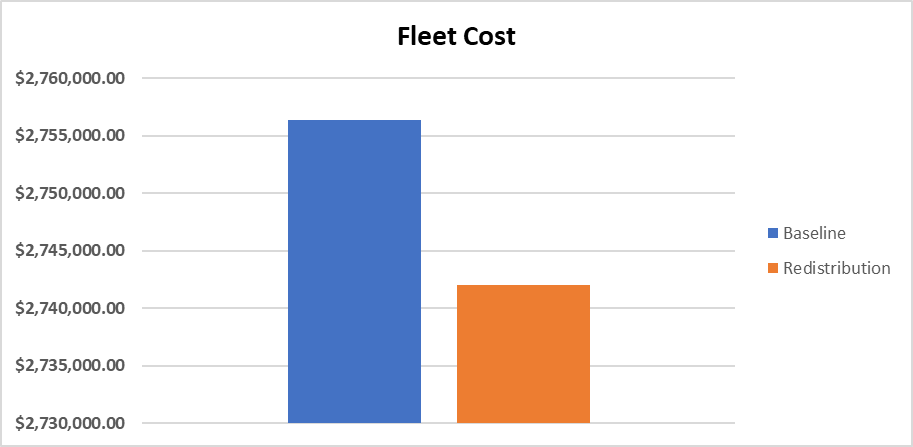 Fleet Cost
$2,760,000.00
$2,755,000.00
$2,750,000.00
$2,745,000.00
$2,740,000.00
$2,735,000.00
$2,730,000.00
Baseline
Redistribution